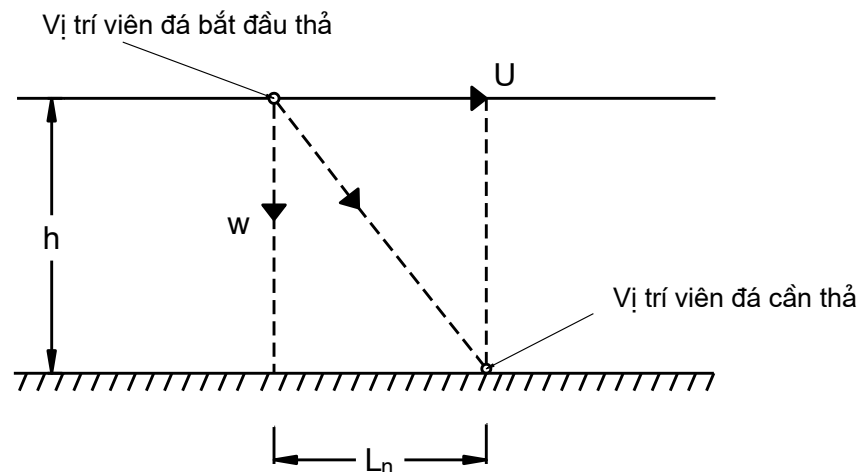 Vị trí viên đá bắt đầu thả
U
w
h
Vị trí viên đá cần thả
Lₙ